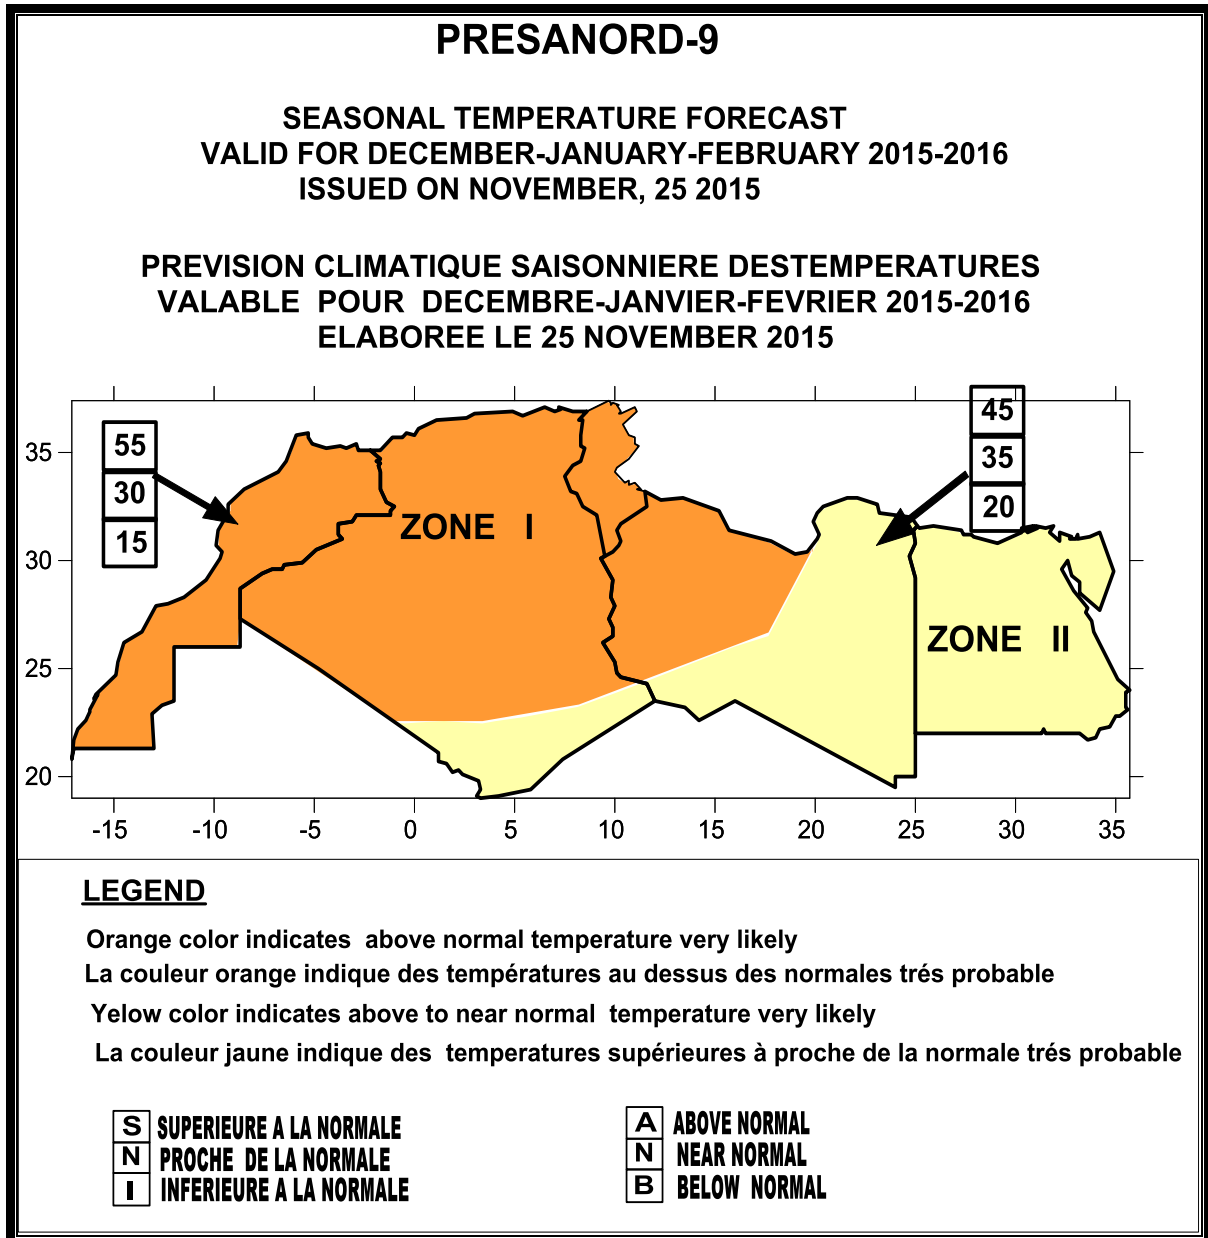 PRESANORD-9
SEASONAL TEMPERATURE FORECAST
VALID FOR DECEMBER-JANUARY-FEBRUARY 2015-2016
ISSUED ON NOVEMBER, 25 2015
PREVISION CLIMATIQUE SAISONNIERE DESTEMPERATURES
VALABLE POUR DECEMBRE-JANVIER-FEVRIER 2015-2016
ELABOREE LE 25 NOVEMBER 2015
55
30
15
45
35
20
ZONE I
ZONE II
35
30
25
20
-15 -10 -5 0 5 10 15 20 25 30 35
LEGEND
Orange color indicates above normal temperature very likely
La couleur orange indique des températures au dessus des normales trés probable
Yelow color indicates above to near normal temperature very likely
La couleur jaune indique des temperatures supérieures à proche de la normale trés probable
S SUPERIEURE A LA NORMALE
N PROCHE DE LA NORMALE
I INFERIEURE A LA NORMALE
A ABOVE NORMAL
N NEAR NORMAL
B BELOW NORMAL